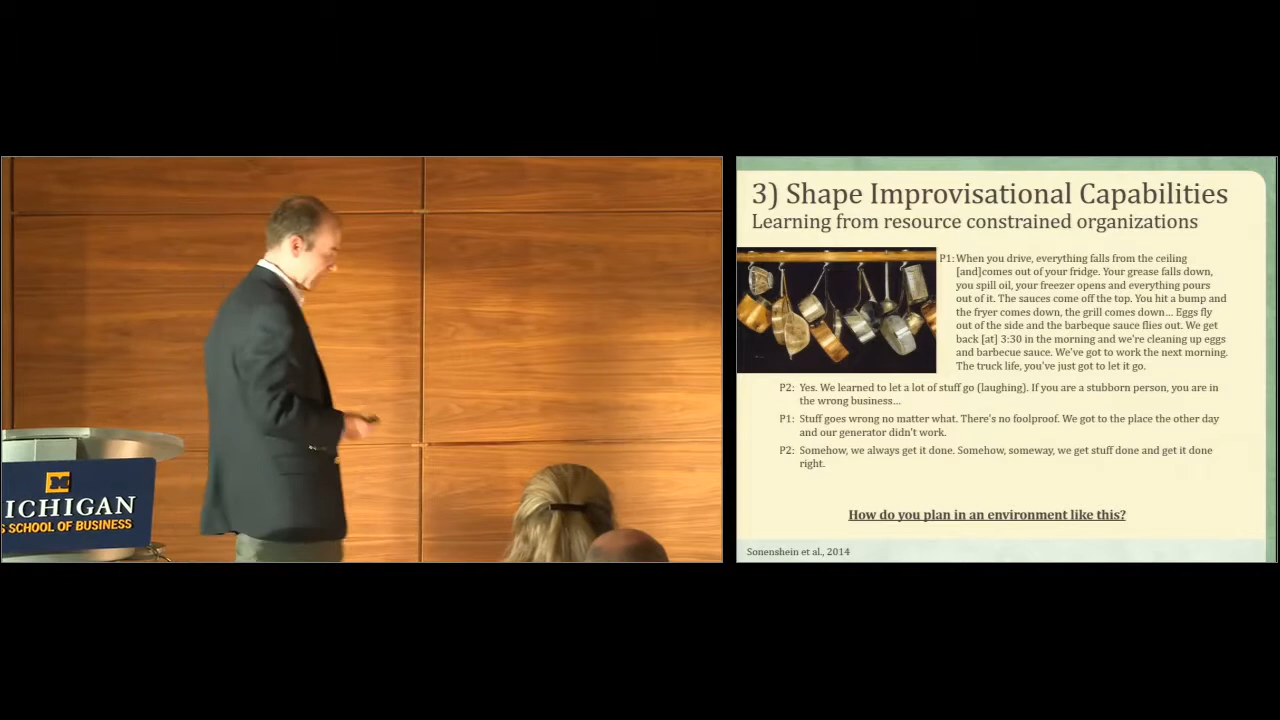 ICHIGAN
S SCHOOL OF BUSINESS
3) Shape Improvisational Capabilities
Learning from resource constrained organizations
P1: When you drive, everything falls from the ceiling
[and]comes out of your fridge. Your grease falls down,
you spill oil, your freezer opens and everything pours
out of it. The sauces come off the top. You hit a bump and
the fryer comes down, the grill comes down... Eggs fly
out of the side and the barbeque sauce flies out. We get
back [at] 3:30 in the morning and we're cleaning up eggs
and barbecue sauce. We've got to work the next morning.
The truck life, you've just got to let it go.
P2: Yes. We learned to let a lot of stuff go (laughing). If you are a stubborn person, you are in
the wrong business...
P1: Stuff goes wrong no matter what. There's no foolproof. We got to the place the other day
and our generator didn't work.
P2: Somehow, we always get it done. Somehow, someway, we get stuff done and get it done
right.
How do you plan in an environment like this?
Sonenshein et al., 2014